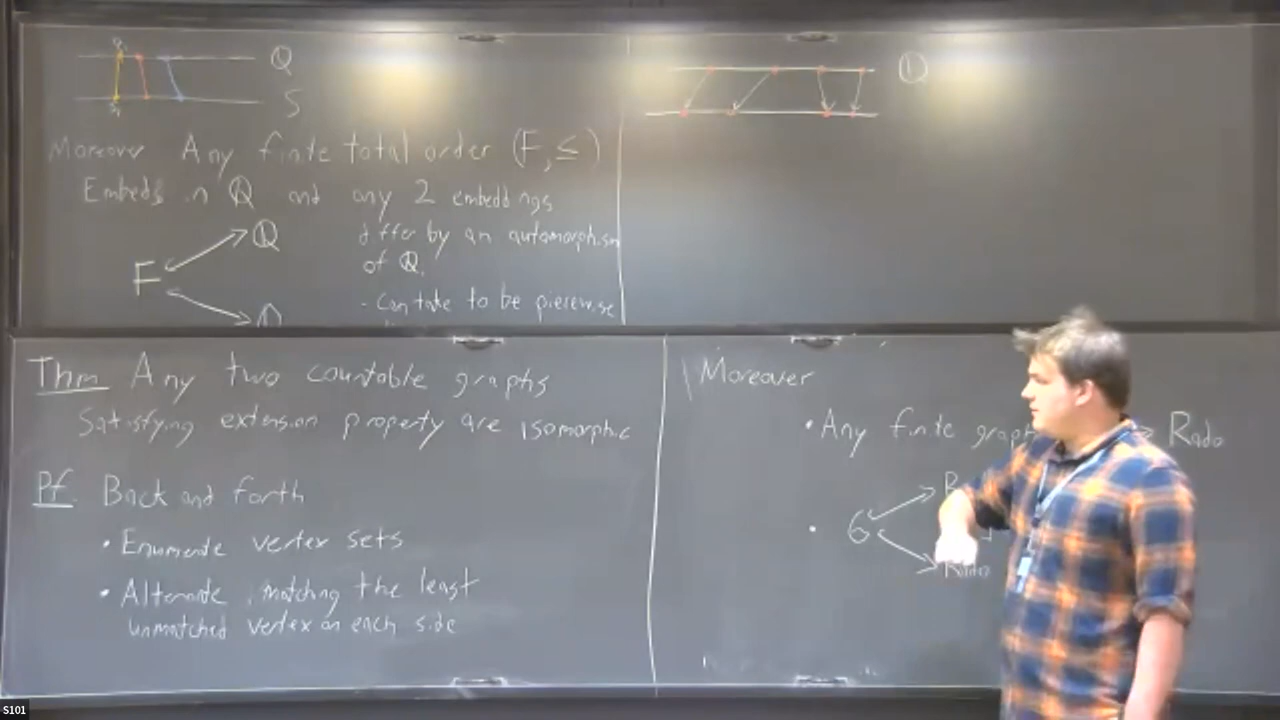 Q
S
Moreover Any finite total order (F, ≤)
Embeds in Q and any 2 embeddings
differ by an automorphism
of Q.
- Can take to be piecewise
F
Q
Q
Thm Any two countable graphs
Satisfying extension property are isomorphic
Pf. Back and forth
• Enumerate vertex sets
• Alternate, matching the least
unmatched vertex on each side
Moreover
• Any finite graph Rado
• G
Rado
S101